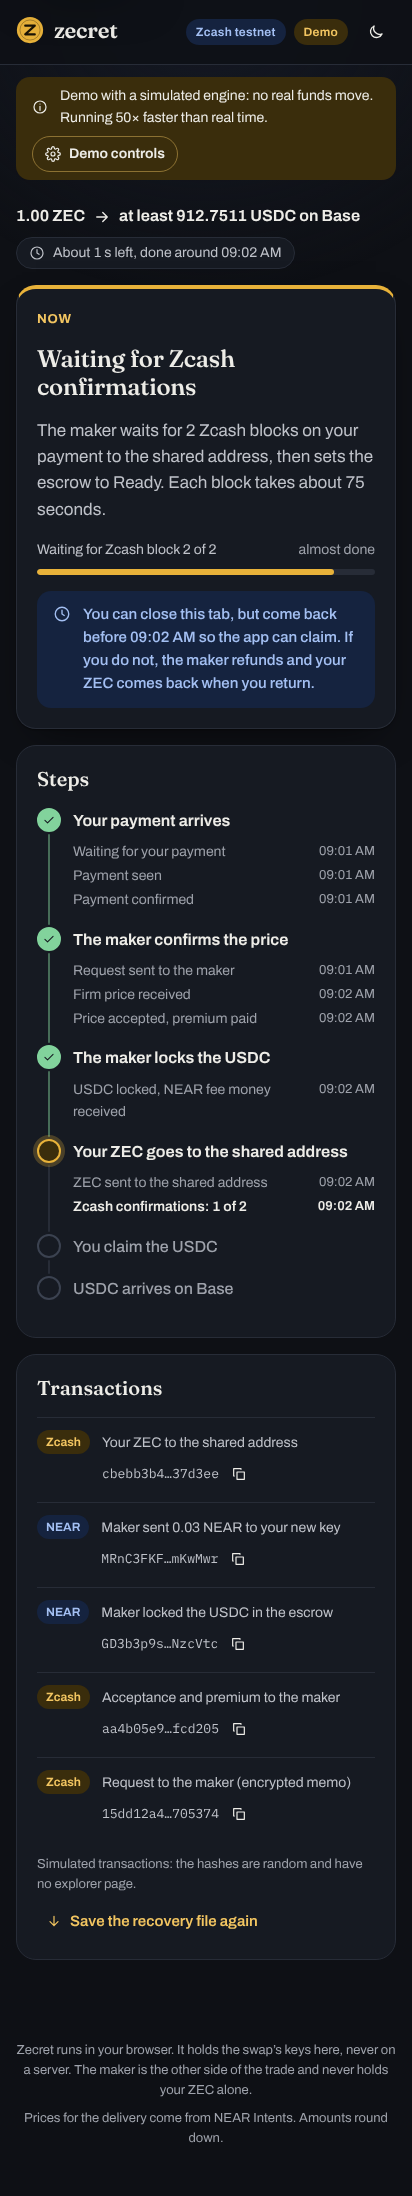 zecret
Zcash testnet
Demo
Demo with a simulated engine: no real funds move.
Running 50× faster than real time.
Demo controls
1.00 ZEC → at least 912.7511 USDC on Base
About 1 s left, done around 09:02 AM
NOW
Waiting for Zcash
confirmations
The maker waits for 2 Zcash blocks on your
payment to the shared address, then sets the
escrow to Ready. Each block takes about 75
seconds.
Waiting for Zcash block 2 of 2 almost done
You can close this tab, but come back
before 09:02 AM so the app can claim. If
you do not, the maker refunds and your
ZEC comes back when you return.
Steps
Your payment arrives
Waiting for your payment 09:01 AM
Payment seen 09:01 AM
Payment confirmed 09:01 AM
The maker confirms the price
Request sent to the maker 09:01 AM
Firm price received 09:02 AM
Price accepted, premium paid 09:02 AM
The maker locks the USDC
USDC locked, NEAR fee money 09:02 AM
received
Your ZEC goes to the shared address
ZEC sent to the shared address 09:02 AM
Zcash confirmations: 1 of 2 09:02 AM
You claim the USDC
USDC arrives on Base
Transactions
Zcash Your ZEC to the shared address
cbebb3b4…37d3ee
NEAR Maker sent 0.03 NEAR to your new key
MRnC3FKF…mKwMwr
NEAR Maker locked the USDC in the escrow
GD3b3p9s…NzcVtc
Zcash Acceptance and premium to the maker
aa4b05e9…fcd205
Zcash Request to the maker (encrypted memo)
15dd12a4…705374
Simulated transactions: the hashes are random and have
no explorer page.
Save the recovery file again
Zecret runs in your browser. It holds the swap's keys here, never on
a server. The maker is the other side of the trade and never holds
your ZEC alone.
Prices for the delivery come from NEAR Intents. Amounts round
down.